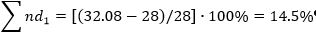 ∑ nd₁ = [(32.08 − 28)/28] ∙ 100% = 14.5%